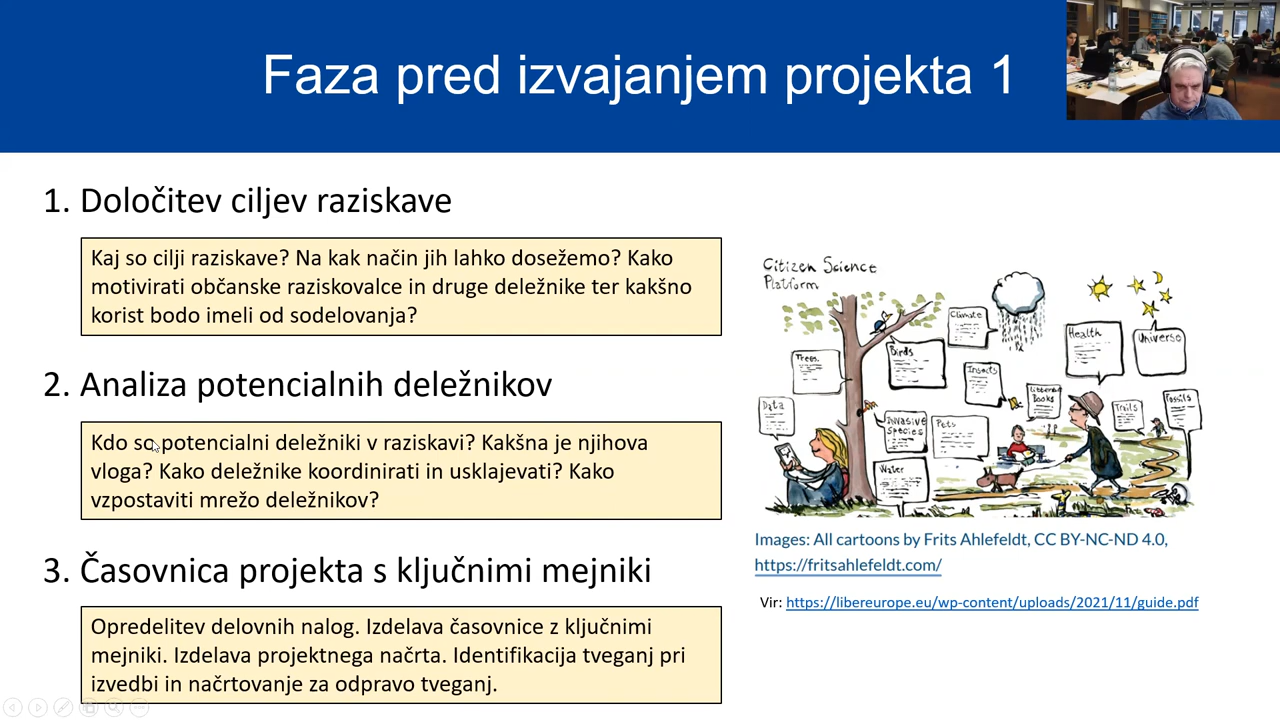 Faza pred izvajanjem projekta 1
1. Določitev ciljev raziskave
Kaj so cilji raziskave? Na kak način jih lahko dosežemo? Kako
motivirati občanske raziskovalce in druge deležnike ter kakšno
korist bodo imeli od sodelovanja?
2. Analiza potencialnih deležnikov
Kdo so potencialni deležniki v raziskavi? Kakšna je njihova
vloga? Kako deležnike koordinirati in usklajevati? Kako
vzpostaviti mrežo deležnikov?
3. Časovnica projekta s ključnimi mejniki
Opredelitev delovnih nalog. Izdelava časovnice z ključnimi
mejniki. Izdelava projektnega načrta. Identifikacija tveganj pri
izvedbi in načrtovanje za odpravo tveganj.
Citizen Science
Platform
Climate
Health
Universe
Trees
Birds
Insects
Books
Data
Trails
Fossils
Invasive
Species
Pets
Water
Images: All cartoons by Frits Ahlefeldt, CC BY-NC-ND 4.0,
https://fritsahlefeldt.com/
Vir: https://libereurope.eu/wp-content/uploads/2021/11/guide.pdf